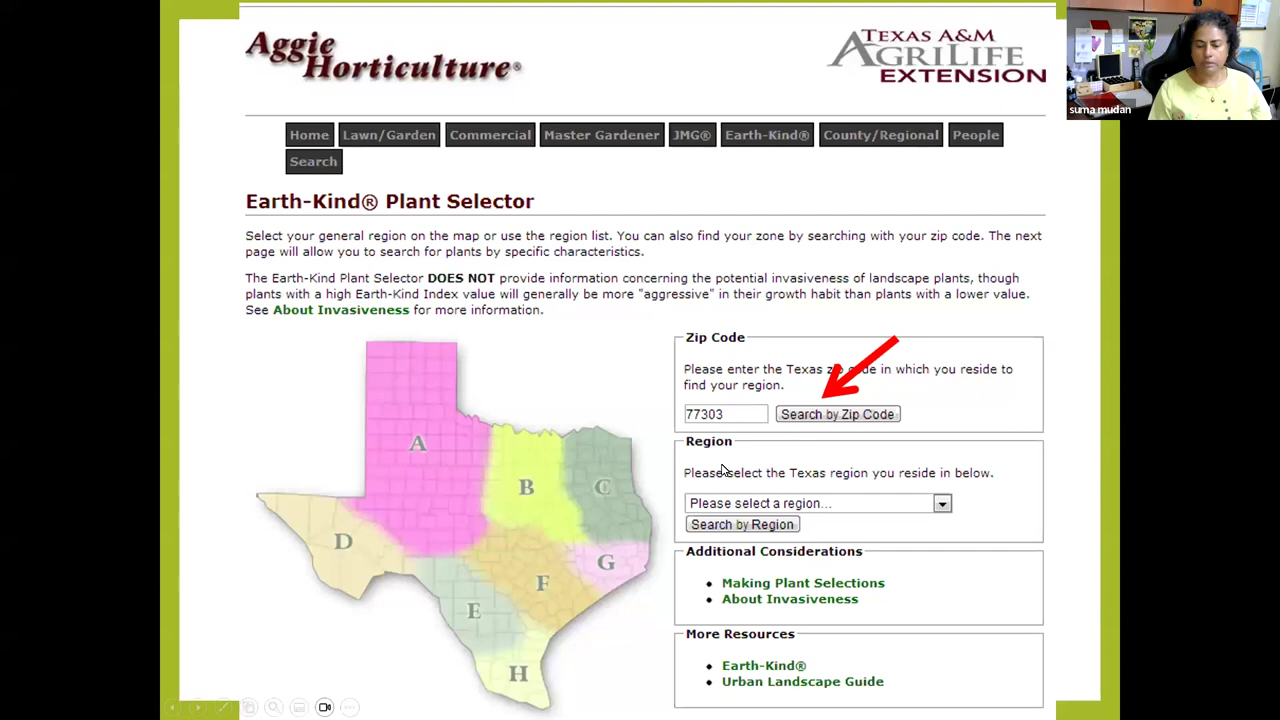 Aggie
Horticulture®
TEXAS A&M
AGRILIFE
EXTENSION
suma mudan
Home Lawn/Garden Commercial Master Gardener JMG® Earth-Kind® County/Regional People
Search
Earth-Kind® Plant Selector
Select your general region on the map or use the region list. You can also find your zone by searching with your zip code. The next
page will allow you to search for plants by specific characteristics.
The Earth-Kind Plant Selector DOES NOT provide information concerning the potential invasiveness of landscape plants, though
plants with a high Earth-Kind Index value will generally be more "aggressive" in their growth habit than plants with a lower value.
See About Invasiveness for more information.
A
B
C
D
E
F
G
H
Zip Code
Please enter the Texas zip code in which you reside to
find your region.
77303 Search by Zip Code
Region
Please select the Texas region you reside in below.
Please select a region...
Search by Region
Additional Considerations
Making Plant Selections
About Invasiveness
More Resources
Earth-Kind®
Urban Landscape Guide